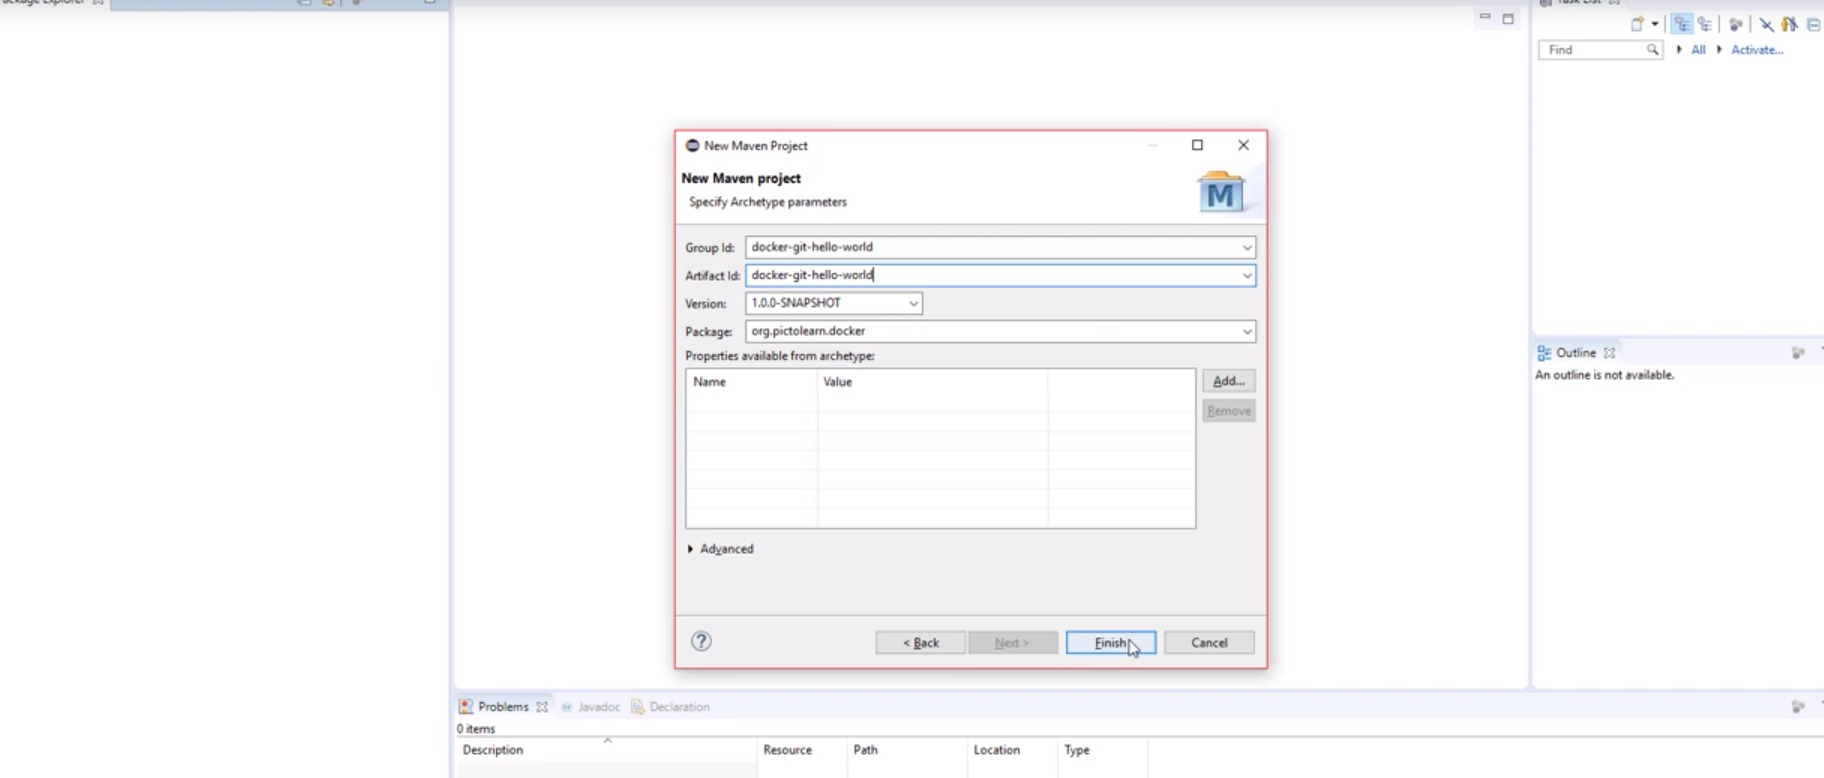 Package Explorer
Task List
Find
All
Activate...
New Maven Project
New Maven project
Specify Archetype parameters
M
Group Id: docker-git-hello-world
Artifact Id: docker-git-hello-world
Version: 1.0.0-SNAPSHOT
Package: org.pictolearn.docker
Properties available from archetype:
Name Value
Add...
Remove
Advanced
? < Back Next > Finish Cancel
Outline
An outline is not available.
Problems @ Javadoc Declaration
0 items
Description Resource Path Location Type